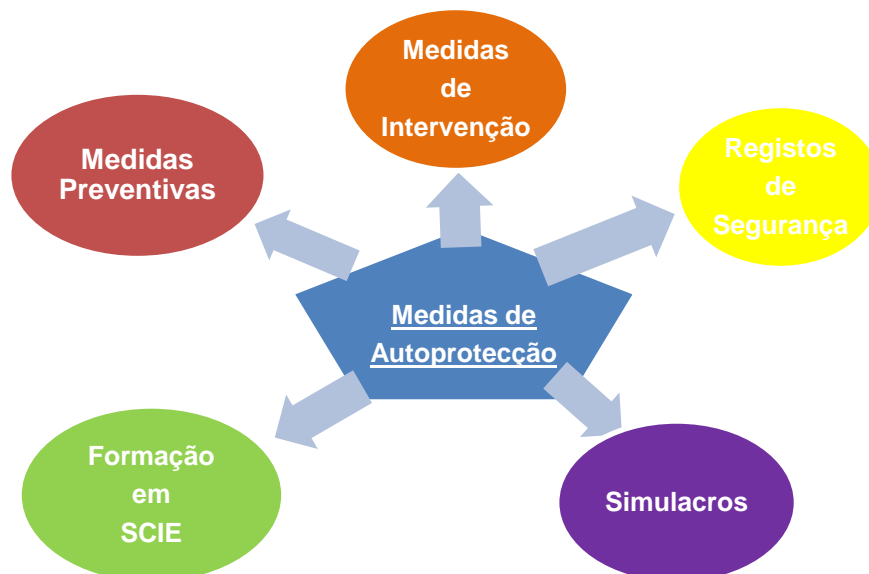 Medidas
de
Intervenção
Medidas
Preventivas
Registos
de
Segurança
Medidas de
Autoprotecção
Formação
em
SCIE
Simulacros